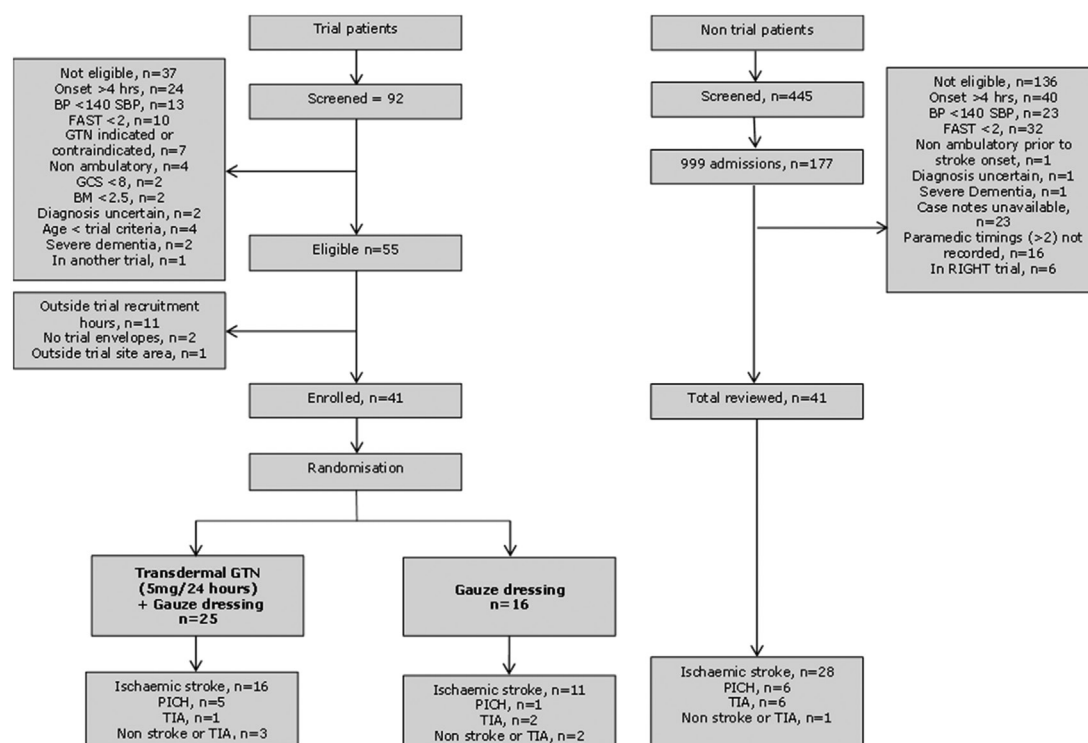 Trial patients
Not eligible, n=37
Onset >4 hrs, n=24
BP <140 SBP, n=13
FAST <2, n=10
GTN indicated or
contraindicated,
n=7
Non ambulatory, n=4
GCS <8, n=2
BM <2.5, n=2
Diagnosis uncertain, n=2
Age < trial criteria, n=4
Severe dementia, n=2
In another trial, n=1
Screened = 92
Eligible n=55
Outside trial recruitment
hours, n=11
No trial envelopes, n=2
Outside trial site area, n=1
Enrolled, n=41
Randomisation
Transdermal GTN
(5mg/24 hours)
+ Gauze dressing
n=25
Gauze dressing
n=16
Ischaemic stroke, n=16
PICH, n=5
TIA, n=1
Non stroke or TIA, n=3
Ischaemic stroke, n=11
PICH, n=1
TIA, n=2
Non stroke or TIA, n=2
Non trial patients
Screened, n=445
999 admissions, n=177
Not eligible, n=136
Onset >4 hrs, n=40
BP <140 SBP, n=23
FAST <2, n=32
Non ambulatory prior to
stroke onset, n=1
Diagnosis uncertain, n=1
Severe Dementia, n=1
Case notes unavailable,
n=23
Paramedic timings (>2) not
recorded, n=16
In RIGHT trial, n=6
Total reviewed, n=41
Ischaemic stroke, n=28
PICH, n=6
TIA, n=6
Non stroke or TIA, n=1